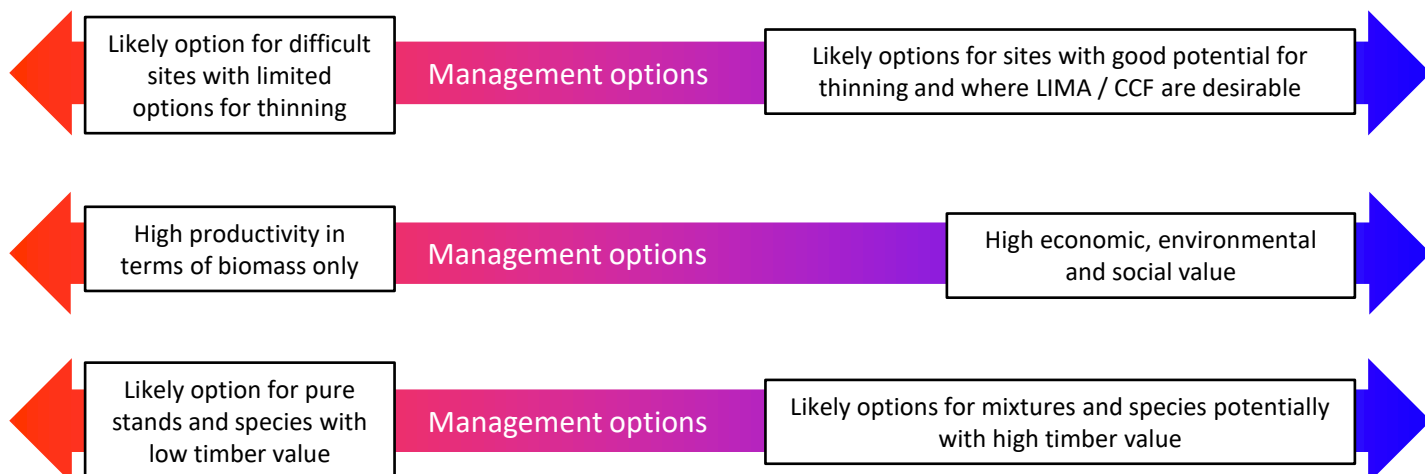 Likely option for difficult
sites with limited
options for thinning
Management options
Likely options for sites with good potential for
thinning and where LIMA / CCF are desirable
High productivity in
terms of biomass only
Management options
High economic, environmental
and social value
Likely option for pure
stands and species with
low timber value
Management options
Likely options for mixtures and species potentially
with high timber value